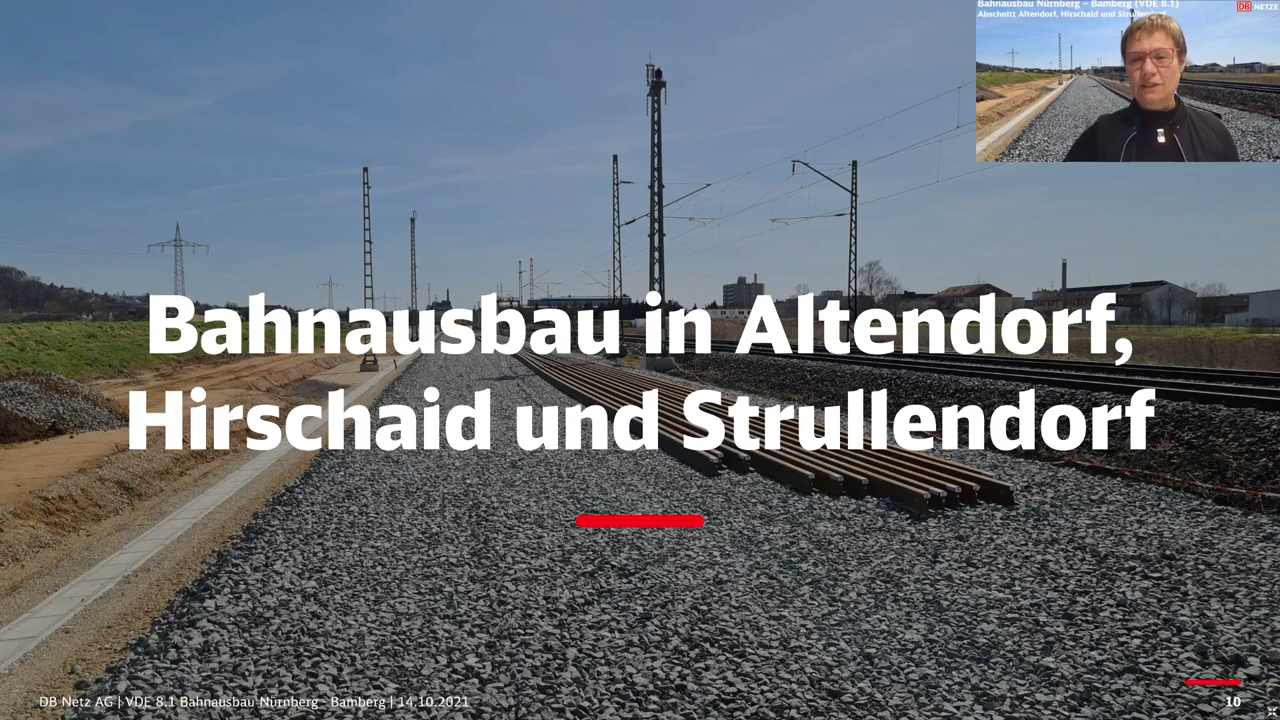 Bahnausbau Nürnberg – Bamberg (VDE 8.1)
Abschnitt Altendorf, Hirschaid und Strullendorf
DB NETZE
Bahnausbau in Altendorf,
Hirschaid und Strullendorf
DB Netz AG | VDE 8.1 Bahnausbau Nürnberg - Bamberg | 14.10.2021
10